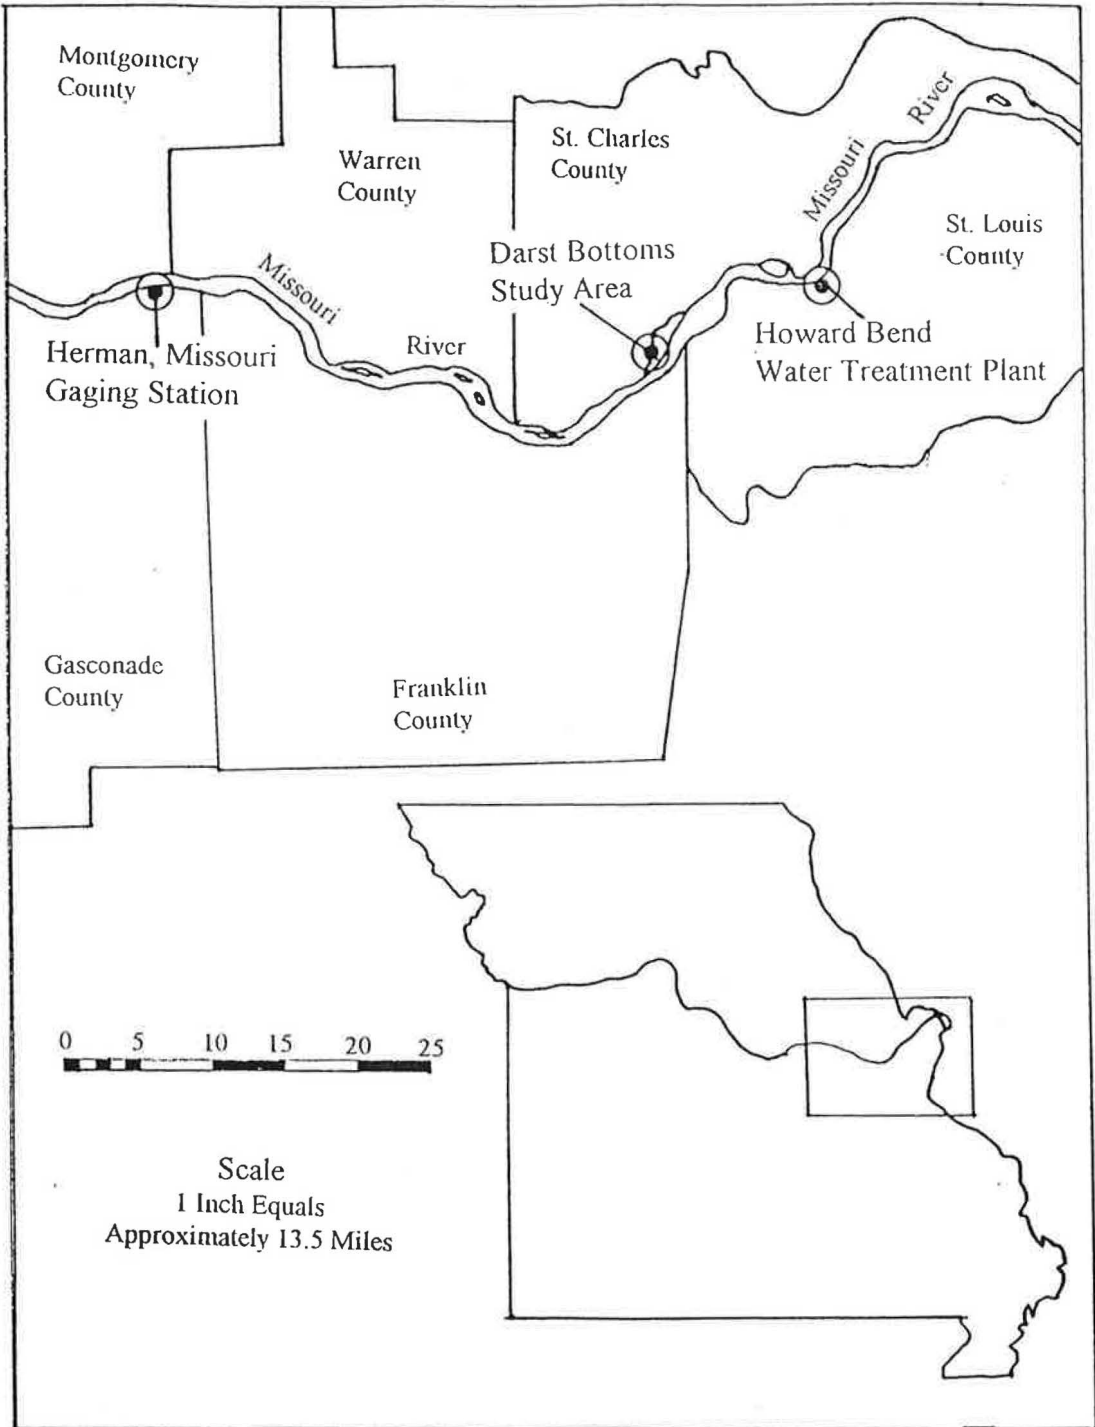 Montgomery
County
Warren
County
St. Charles
County
Missouri
River
St. Louis
County
Darst Bottoms
Study Area
Missouri
River
Herman, Missouri
Gaging Station
Howard Bend
Water Treatment Plant
Gasconade
County
Franklin
County
0 5 10 15 20 25
Scale
1 Inch Equals
Approximately 13.5 Miles